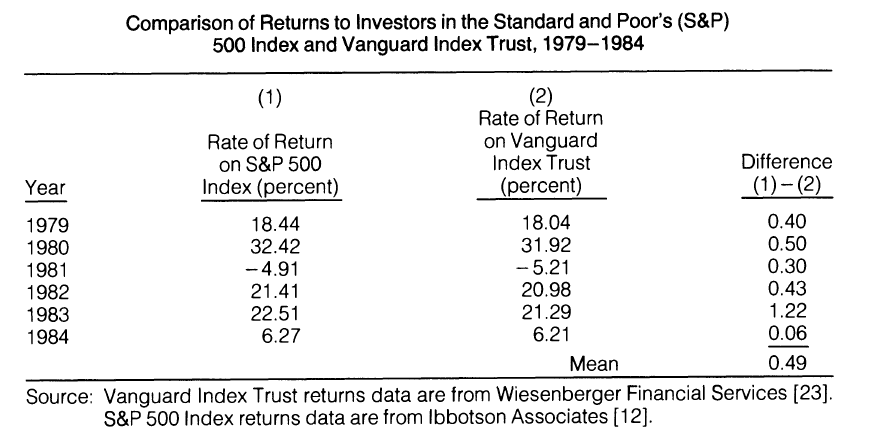 Comparison of Returns to Investors in the Standard and Poor's (S&P)
500 Index and Vanguard Index Trust, 1979–1984
(1) (2)
Rate of Return
Rate of Return on Vanguard
on S&P 500 Index Trust Difference
Year Index (percent) (percent) (1) – (2)
1979 18.44 18.04 0.40
1980 32.42 31.92 0.50
1981 –4.91 –5.21 0.30
1982 21.41 20.98 0.43
1983 22.51 21.29 1.22
1984 6.27 6.21 0.06
Mean 0.49
Source: Vanguard Index Trust returns data are from Wiesenberger Financial Services [23].
S&P 500 Index returns data are from Ibbotson Associates [12].